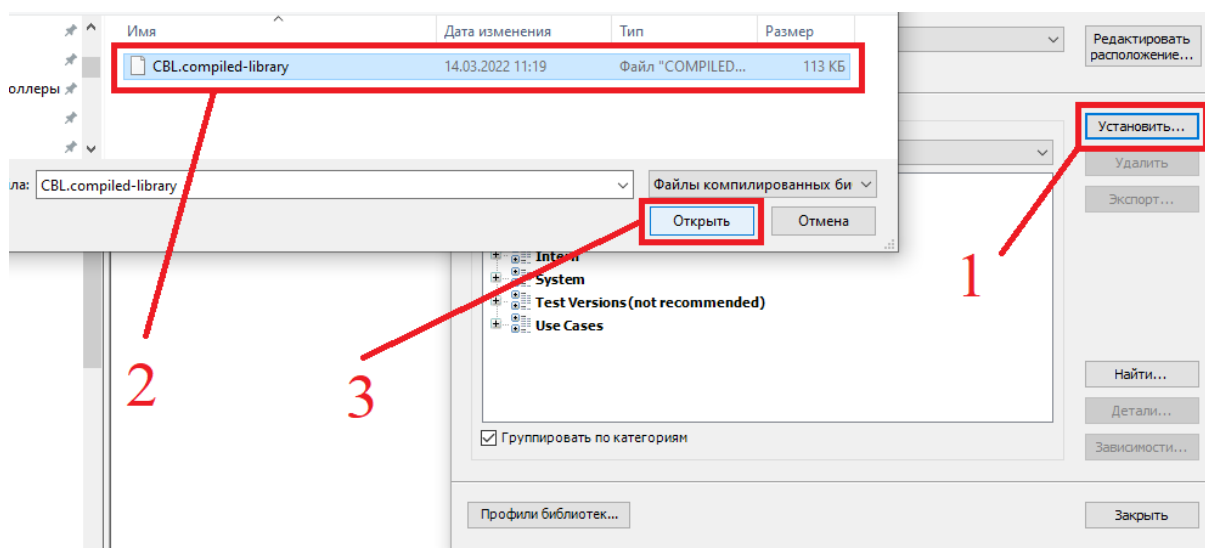 Имя Дата изменения Тип Размер
CBL.compiled-library 14.03.2022 11:19 Файл "COMPILED... 113 КБ
оллеры
ла: CBL.compiled-library Файлы компилированных би
Открыть Отмена
Редактировать
расположение...
Установить...
Удалить
Экспорт...
1
Intern
System
Test Versions (not recommended)
Use Cases
2
3
Найти...
Детали...
Зависимости...
Группировать по категориям
Профили библиотек...
Закрыть